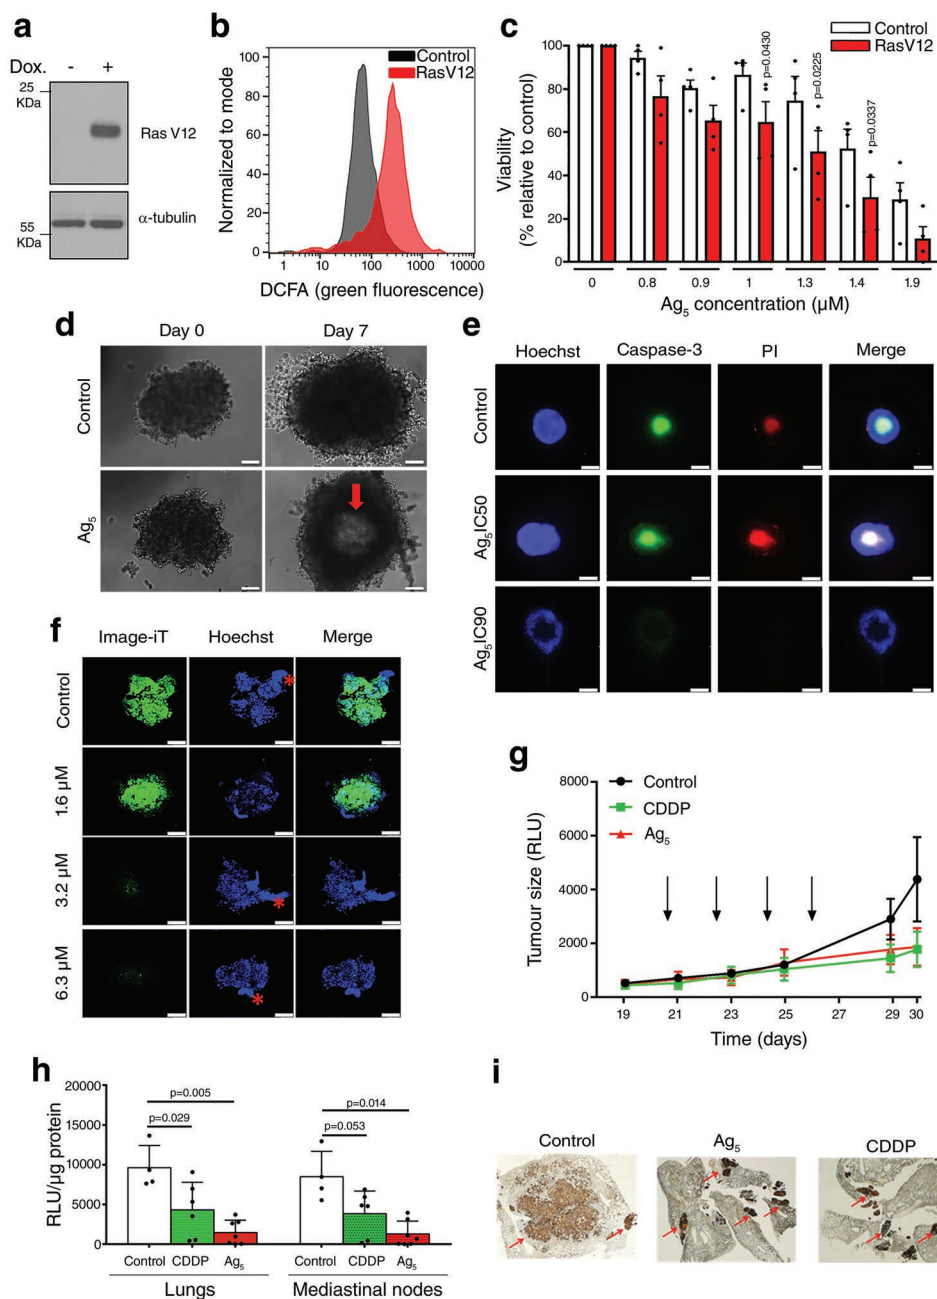 a
Dox. - +
25
KDa
Ras V12
α-tubulin
55
KDa
b
Control
RasV12
Normalized to mode
100
80
60
40
20
0
1 10 100 1000 10000
DCFA (green fluorescence)
c
Control
RasV12
Viability
(% relative to control)
100
80
60
40
20
0
p=0.0430
p=0.0225
p=0.0337
0 0.8 0.9 1 1.3 1.4 1.9
Ag5 concentration (µM)
d
Day 0 Day 7
Control
Ag5
e
Hoechst Caspase-3 PI Merge
Control
Ag5IC50
Ag5IC90
f
Image-iT Hoechst Merge
Control
*
1.6 µM
3.2 µM
*
6.3 µM
*
g
Control
CDDP
Ag5
Tumour size (RLU)
8000
6000
4000
2000
0
19 21 23 25 27 29 30
Time (days)
h
RLU/µg protein
20000
15000
10000
5000
0
p=0.005
p=0.029
p=0.014
p=0.053
Control CDDP Ag5 Control CDDP Ag5
Lungs Mediastinal nodes
i
Control Ag5 CDDP